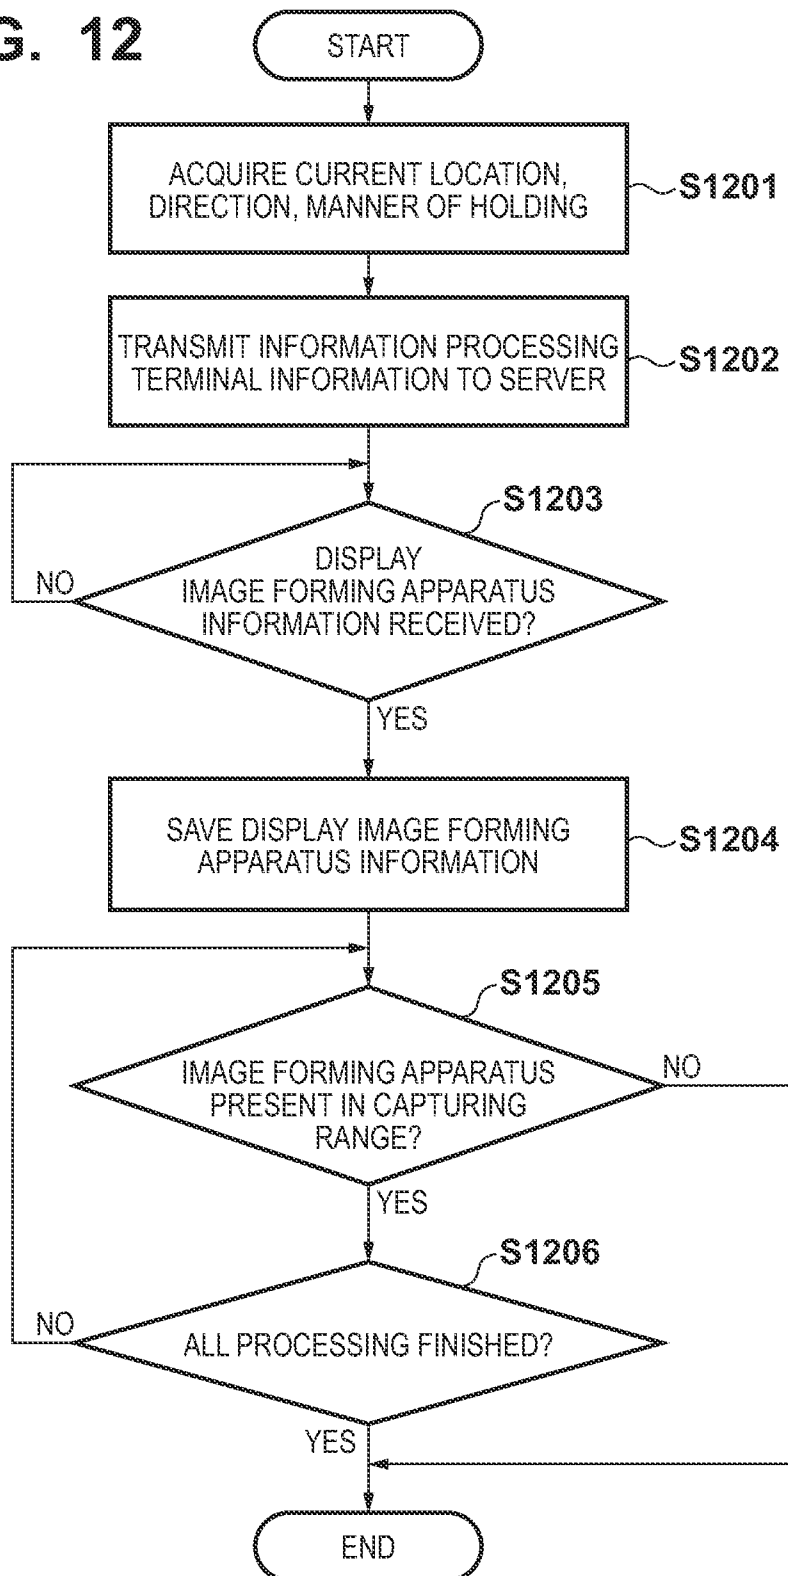 G. 12
START
ACQUIRE CURRENT LOCATION,
DIRECTION, MANNER OF HOLDING
S1201
TRANSMIT INFORMATION PROCESSING
TERMINAL INFORMATION TO SERVER
S1202
S1203
DISPLAY
IMAGE FORMING APPARATUS
INFORMATION RECEIVED?
NO
YES
SAVE DISPLAY IMAGE FORMING
APPARATUS INFORMATION
S1204
S1205
IMAGE FORMING APPARATUS
PRESENT IN CAPTURING
RANGE?
NO
YES
S1206
ALL PROCESSING FINISHED?
NO
YES
END